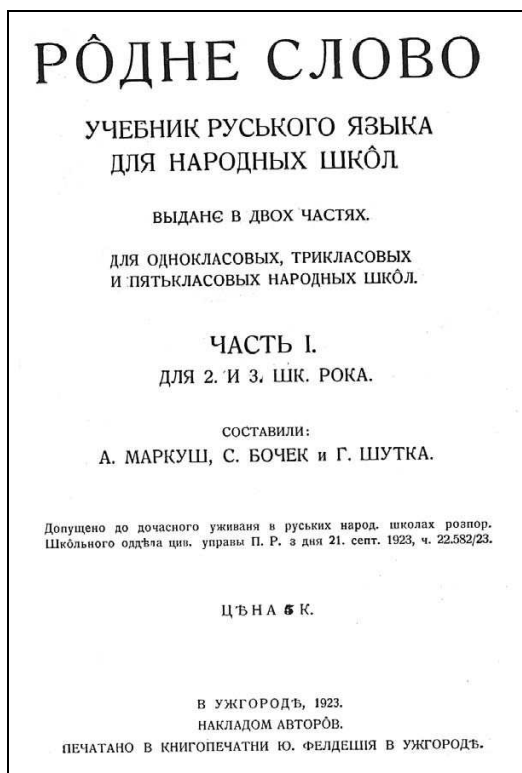 РÔДНЕ СЛОВО
УЧЕБНИК РУСЬКОГО ЯЗЫКА
ДЛЯ НАРОДНЫХ ШКÔЛ
ВЫДАНЄ В ДВОХ ЧАСТЯХ.
ДЛЯ ОДНОКЛАСОВЫХ, ТРИКЛАСОВЫХ
И ПЯТЬКЛАСОВЫХ НАРОДНЫХ ШКÔЛ.
ЧАСТЬ I.
ДЛЯ 2. И 3. ШК. РОКА.
СОСТАВИЛИ:
А. МАРКУШ, С. БОЧЕК и Г. ШУТКА.
Допущено до дочасного уживаня в руських народ. школах розпор.
Шкôльного оддѣла цив. управы П. Р. з дня 21. септ. 1923, ч. 22.582/23.
ЦѢНА 5 К.
В УЖГОРОДѢ, 1923.
НАКЛАДОМ АВТОРÔВ.
ПЕЧАТАНО В КНИГОПЕЧАТНИ Ю. ФЕЛДЕШІЯ В УЖГОРОДѢ.